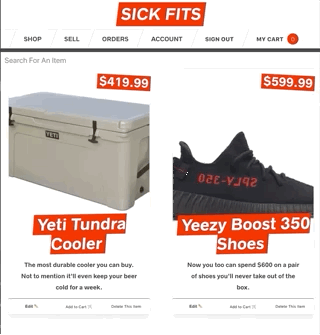 SICK FITS
SHOP SELL ORDERS ACCOUNT SIGN OUT MY CART 0
Search For An Item
$419.99
YETI
Yeti Tundra
Cooler
The most durable cooler you can buy.
Not to mention it'll even keep your beer
cold for a week.
Edit Add to Cart Delete This item
$599.99
SPLY-350
Yeezy Boost 350
Shoes
Now you too can spend $600 on a pair
of shoes you'll never take out of the
box.
Edit Add to Cart Delete This item